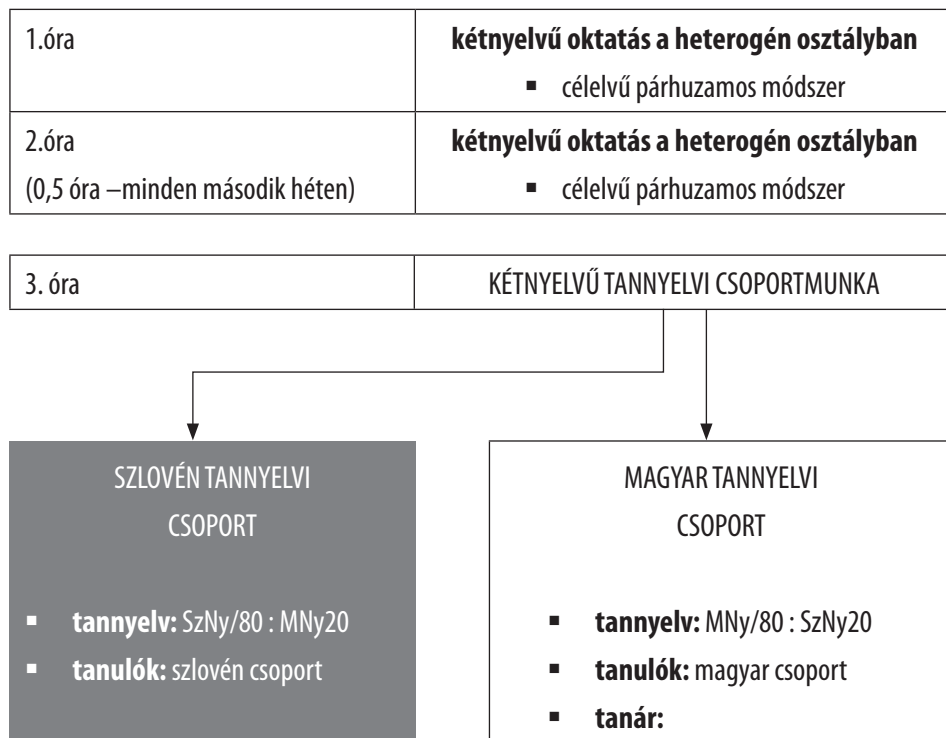 1.óra
kétnyelvű oktatás a heterogén osztályban
▪ célelvű párhuzamos módszer
2.óra
(0,5 óra –minden második héten)
kétnyelvű oktatás a heterogén osztályban
▪ célelvű párhuzamos módszer
3. óra
KÉTNYELVŰ TANNYELVI CSOPORTMUNKA
SZLOVÉN TANNYELVI
CSOPORT
▪ tannyelv: SzNy/80 : MNy20
▪ tanulók: szlovén csoport
MAGYAR TANNYELVI
CSOPORT
▪ tannyelv: MNy/80 : SzNy20
▪ tanulók: magyar csoport
▪ tanár: